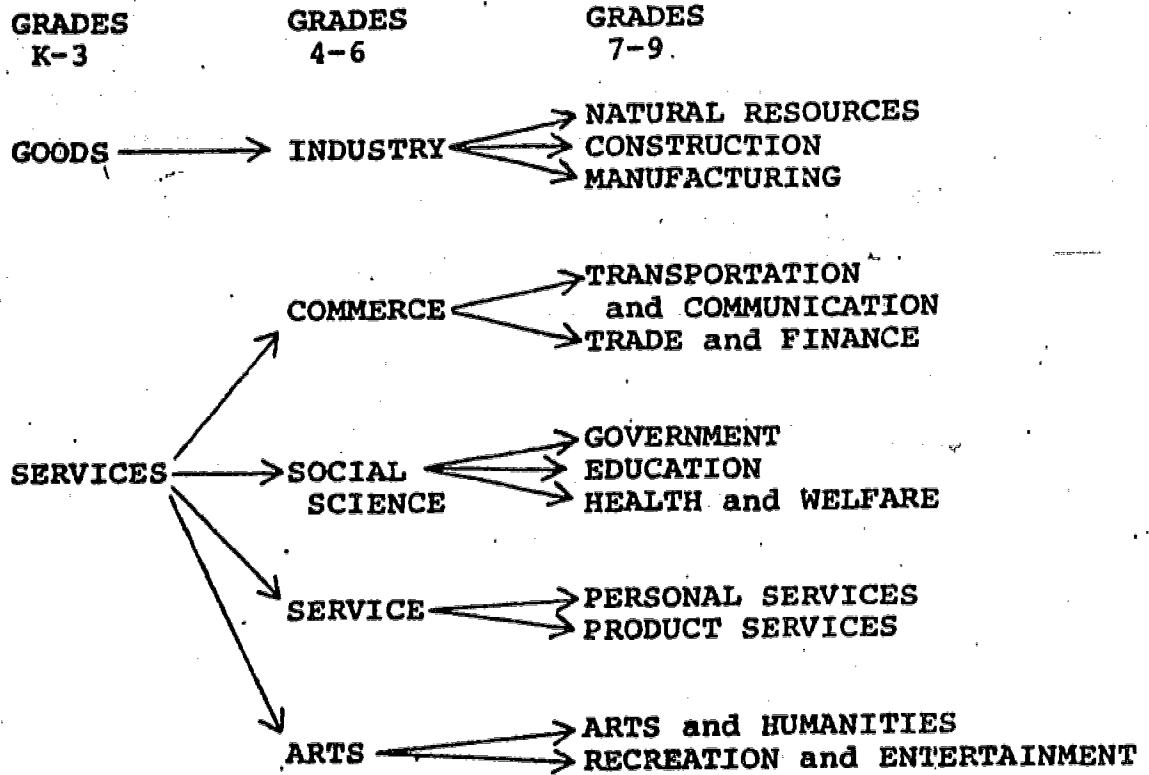 GRADES GRADES GRADES
K-3 4-6 7-9
GOODS INDUSTRY NATURAL RESOURCES
CONSTRUCTION
MANUFACTURING
COMMERCE TRANSPORTATION
and COMMUNICATION
TRADE and FINANCE
SERVICES SOCIAL SCIENCE GOVERNMENT
EDUCATION
HEALTH and WELFARE
SERVICE PERSONAL SERVICES
PRODUCT SERVICES
ARTS ARTS and HUMANITIES
RECREATION and ENTERTAINMENT